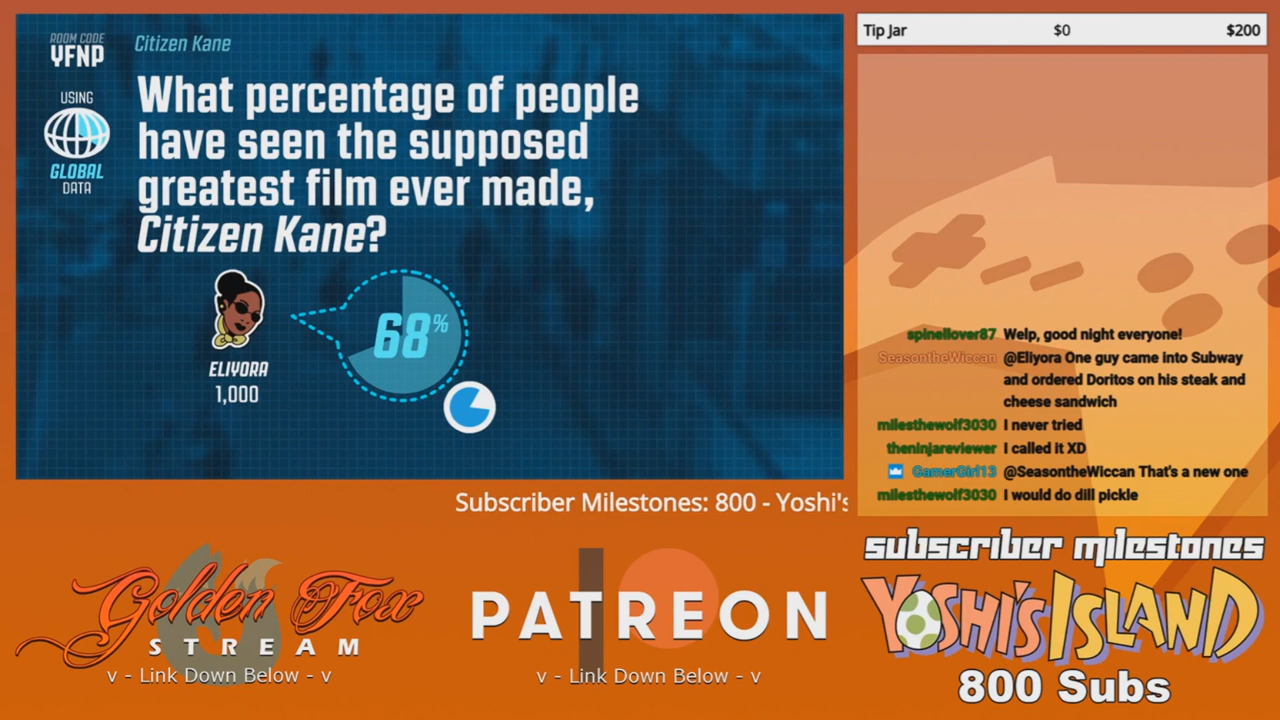 ROOM CODE
YFNP
USING
GLOBAL
DATA
Citizen Kane
What percentage of people
have seen the supposed
greatest film ever made,
Citizen Kane?
68%
ELIYORA
1,000
Subscriber Milestones: 800 - Yoshi's
Golden Fox
STREAM
v - Link Down Below - v
PATREON
v - Link Down Below - v
Tip Jar $0 $200
spinellover87 Welp, good night everyone!
SeasontheWiccan @Eliyora One guy came into Subway
and ordered Doritos on his steak and
cheese sandwich
milesthewolf3030 I never tried
theninjareviewer I called it XD
GamerGirl13 @SeasontheWiccan That's a new one
milesthewolf3030 I would do dill pickle
subscriber milestones
YOSHI'S ISLAND
800 Subs